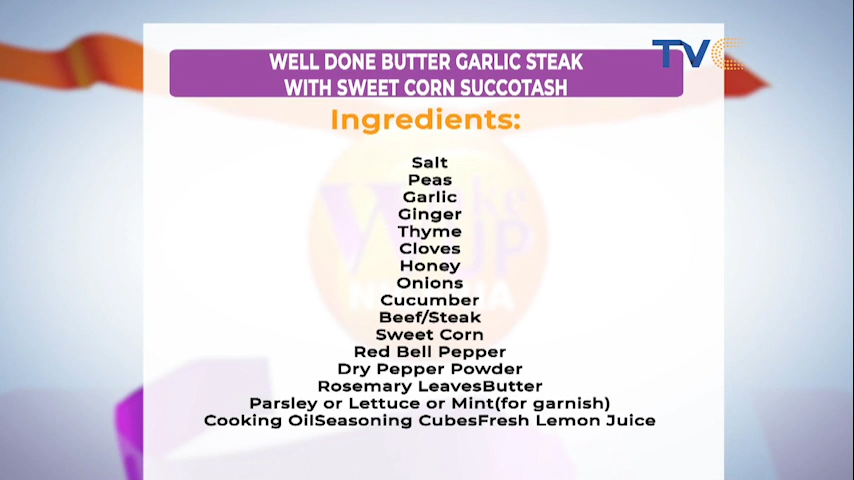 TVC
WELL DONE BUTTER GARLIC STEAK
WITH SWEET CORN SUCCOTASH
Ingredients:
Salt
Peas
Garlic
Ginger
Thyme
Cloves
Honey
Onions
Cucumber
Beef/Steak
Sweet Corn
Red Bell Pepper
Dry Pepper Powder
Rosemary LeavesButter
Parsley or Lettuce or Mint(for garnish)
Cooking OilSeasoning CubesFresh Lemon Juice